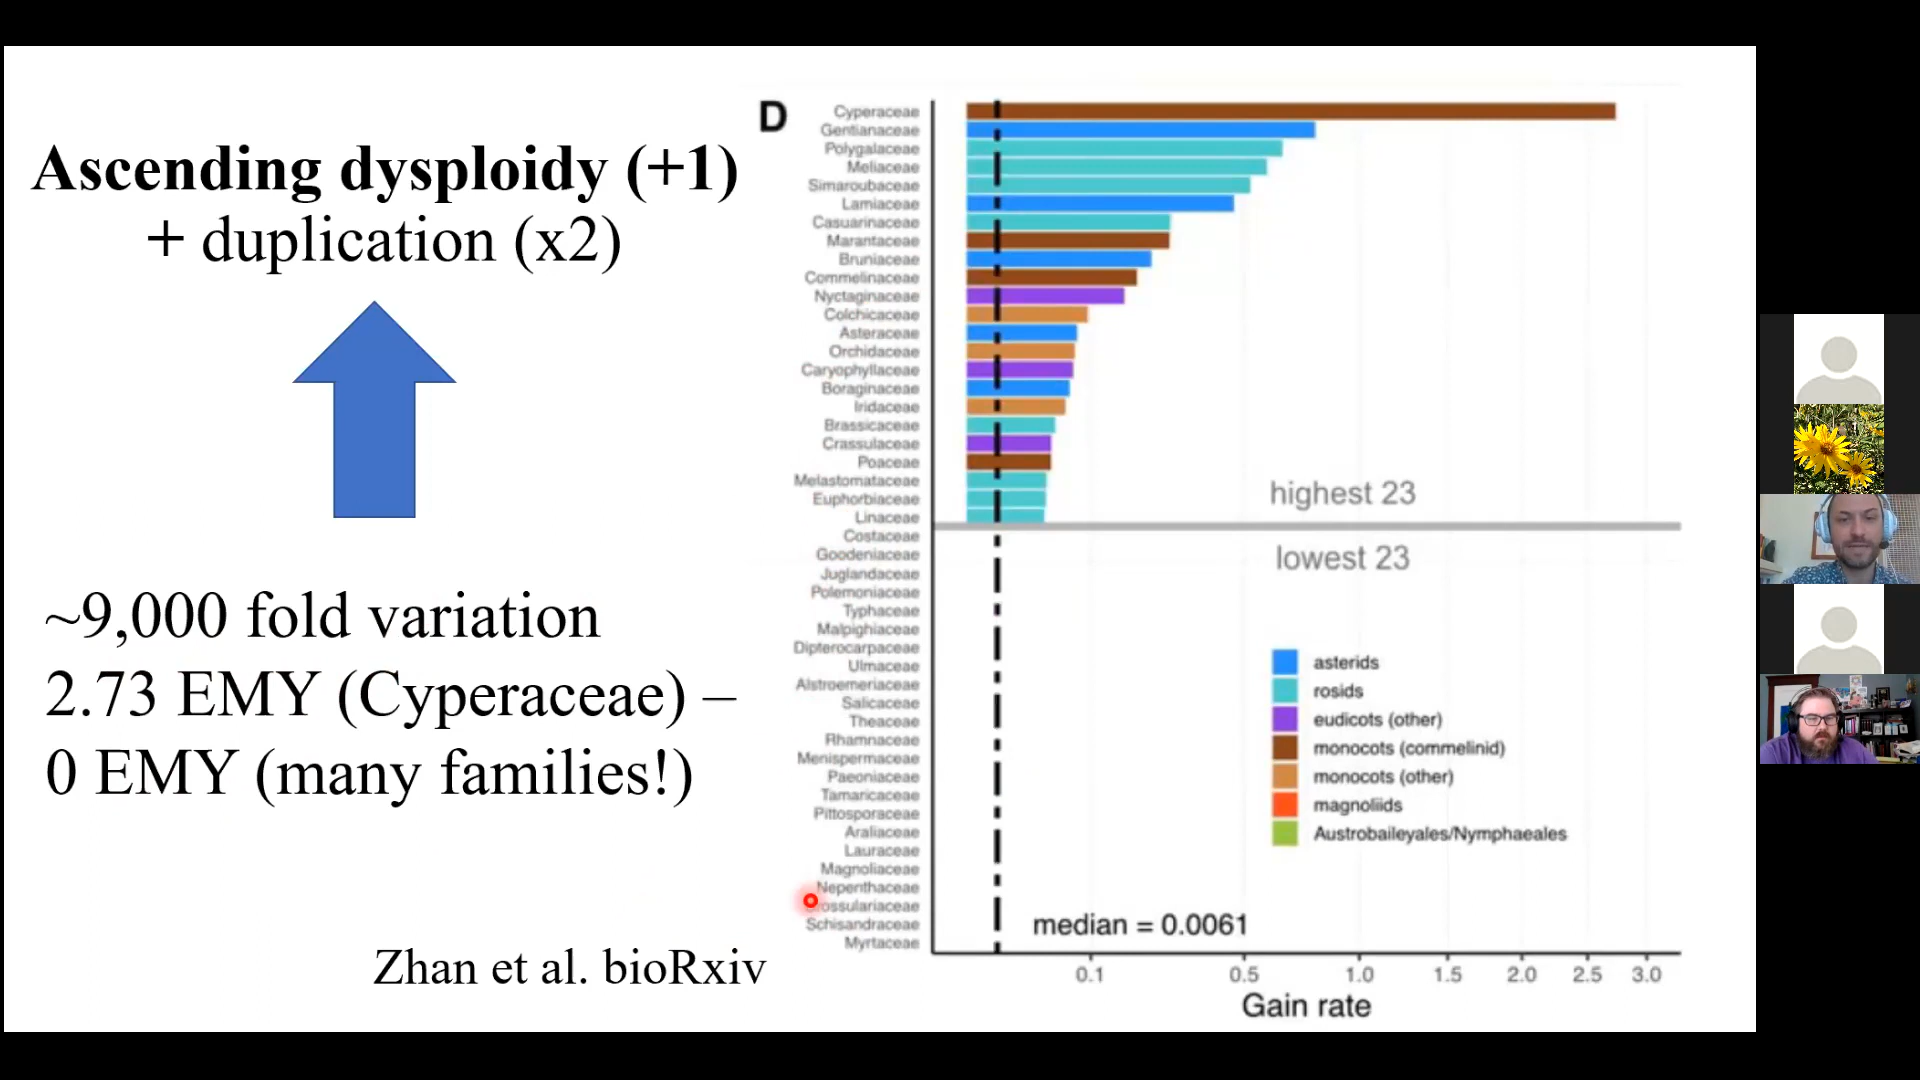 Ascending dysploidy (+1)
+ duplication (x2)
~9,000 fold variation
2.73 EMY (Cyperaceae) –
0 EMY (many families!)
Zhan et al. bioRxiv
D
Cyperaceae
Gentianaceae
Polygalaceae
Meliaceae
Simaroubaceae
Lamiaceae
Casuarinaceae
Marantaceae
Bruniaceae
Commelinaceae
Nyctaginaceae
Colchicaceae
Asteraceae
Orchidaceae
Caryophyllaceae
Boraginaceae
Iridaceae
Brassicaceae
Crassulaceae
Poaceae
Melastomataceae
Euphorbiaceae
Linaceae
Costaceae
Goodeniaceae
Juglandaceae
Polemoniaceae
Typhaceae
Malpighiaceae
Dipterocarpaceae
Ulmaceae
Alstroemeriaceae
Salicaceae
Theaceae
Rhamnaceae
Menispermaceae
Paeoniaceae
Tamaricaceae
Pittosporaceae
Araliaceae
Lauraceae
Magnoliaceae
Nepenthaceae
Schisandraceae
Myrtaceae
highest 23
lowest 23
asterids
rosids
eudicots (other)
monocots (commelinid)
monocots (other)
magnoliids
Austrobaileyales/Nymphaeales
median = 0.0061
0.1 0.5 1.0 1.5 2.0 2.5 3.0
Gain rate